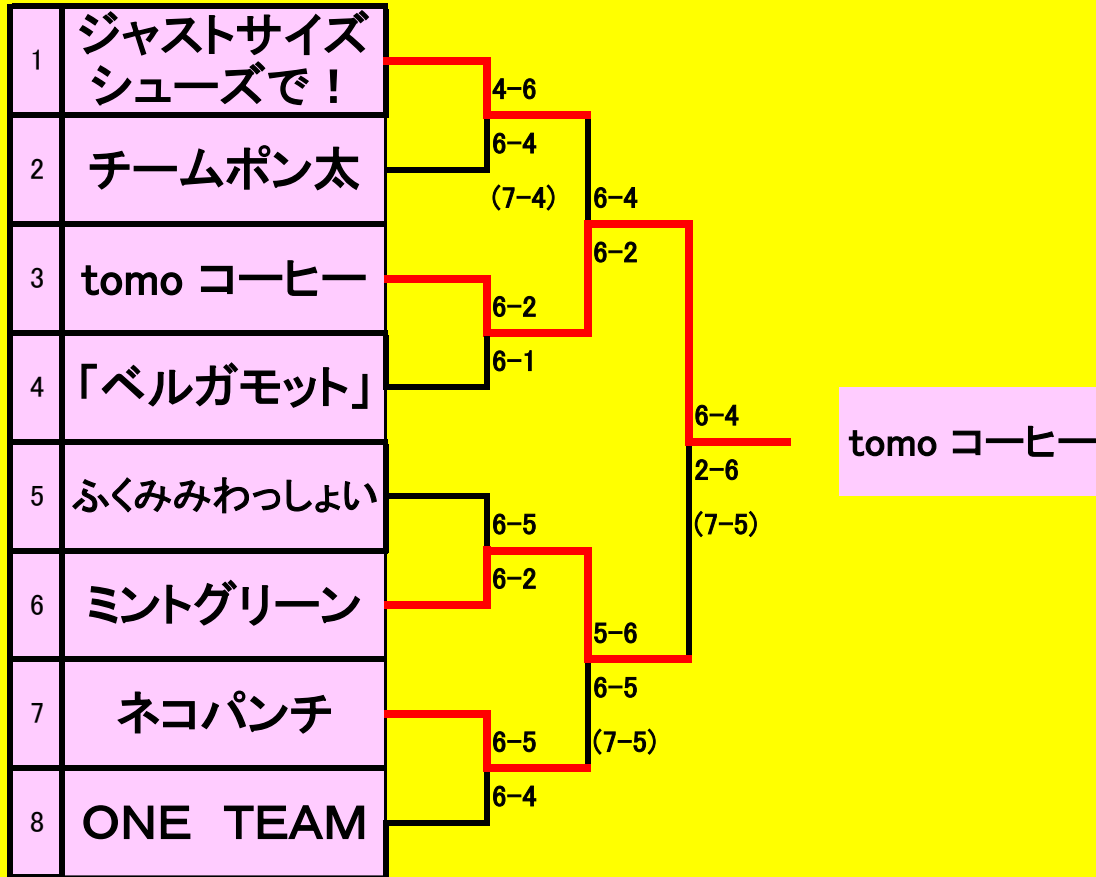 1
ジャストサイズ
シューズで！
2
チームポン太
3
tomo コーヒー
4
「ベルガモット」
5
ふくみみわっしょい
6
ミントグリーン
7
ネコパンチ
8
ＯＮＥ　ＴＥＡＭ
4-6
6-4
(7-4)
6-2
6-1
6-5
6-2
6-5
6-4
6-4
6-2
5-6
6-5
(7-5)
6-4
2-6
(7-5)
tomo コーヒー